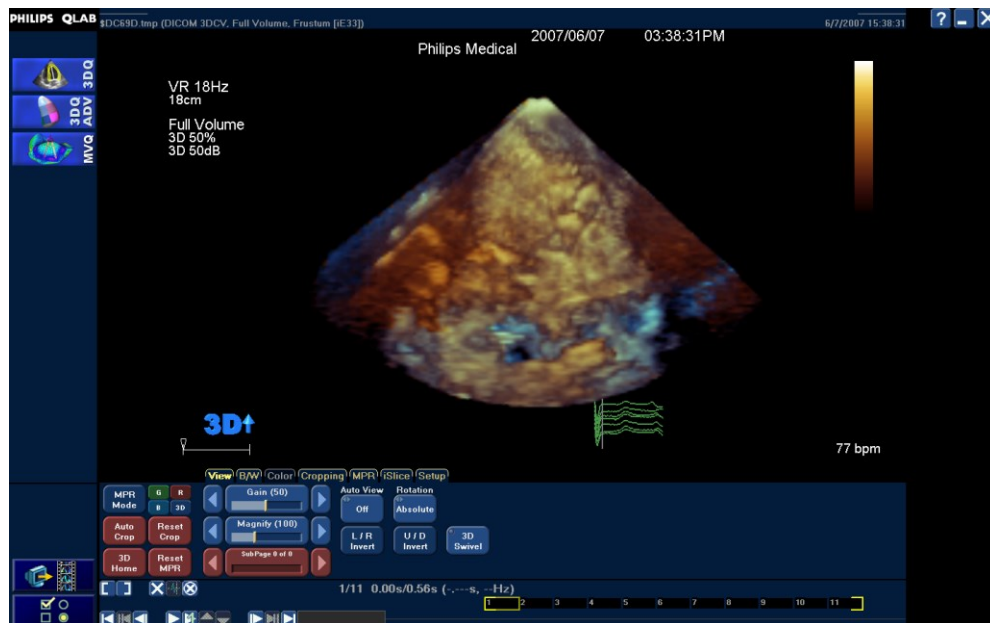 PHILIPS QLAB
$DC69D.tmp (DICOM 3DCV, Full Volume, Frustum [iE33])
6/7/2007 15:38:31
?
2007/06/07 03:38:31PM
Philips Medical
3DQ
3DQ ADV
MVQ
VR 18Hz
18cm
Full Volume
3D 50%
3D 50dB
3D
V
77 bpm
View B/W Color Cropping MPR iSlice Setup
MPR Mode
G R
B 3D
Gain (50)
Auto View
Off
Rotation
Absolute
Auto Crop
Reset Crop
Magnify (100)
L / R Invert
U / D Invert
3D Swivel
3D Home
Reset MPR
SubPage 0 of 0
1/11 0.00s/0.56s (-.---s, --Hz)
1 2 3 4 5 6 7 8 9 10 11